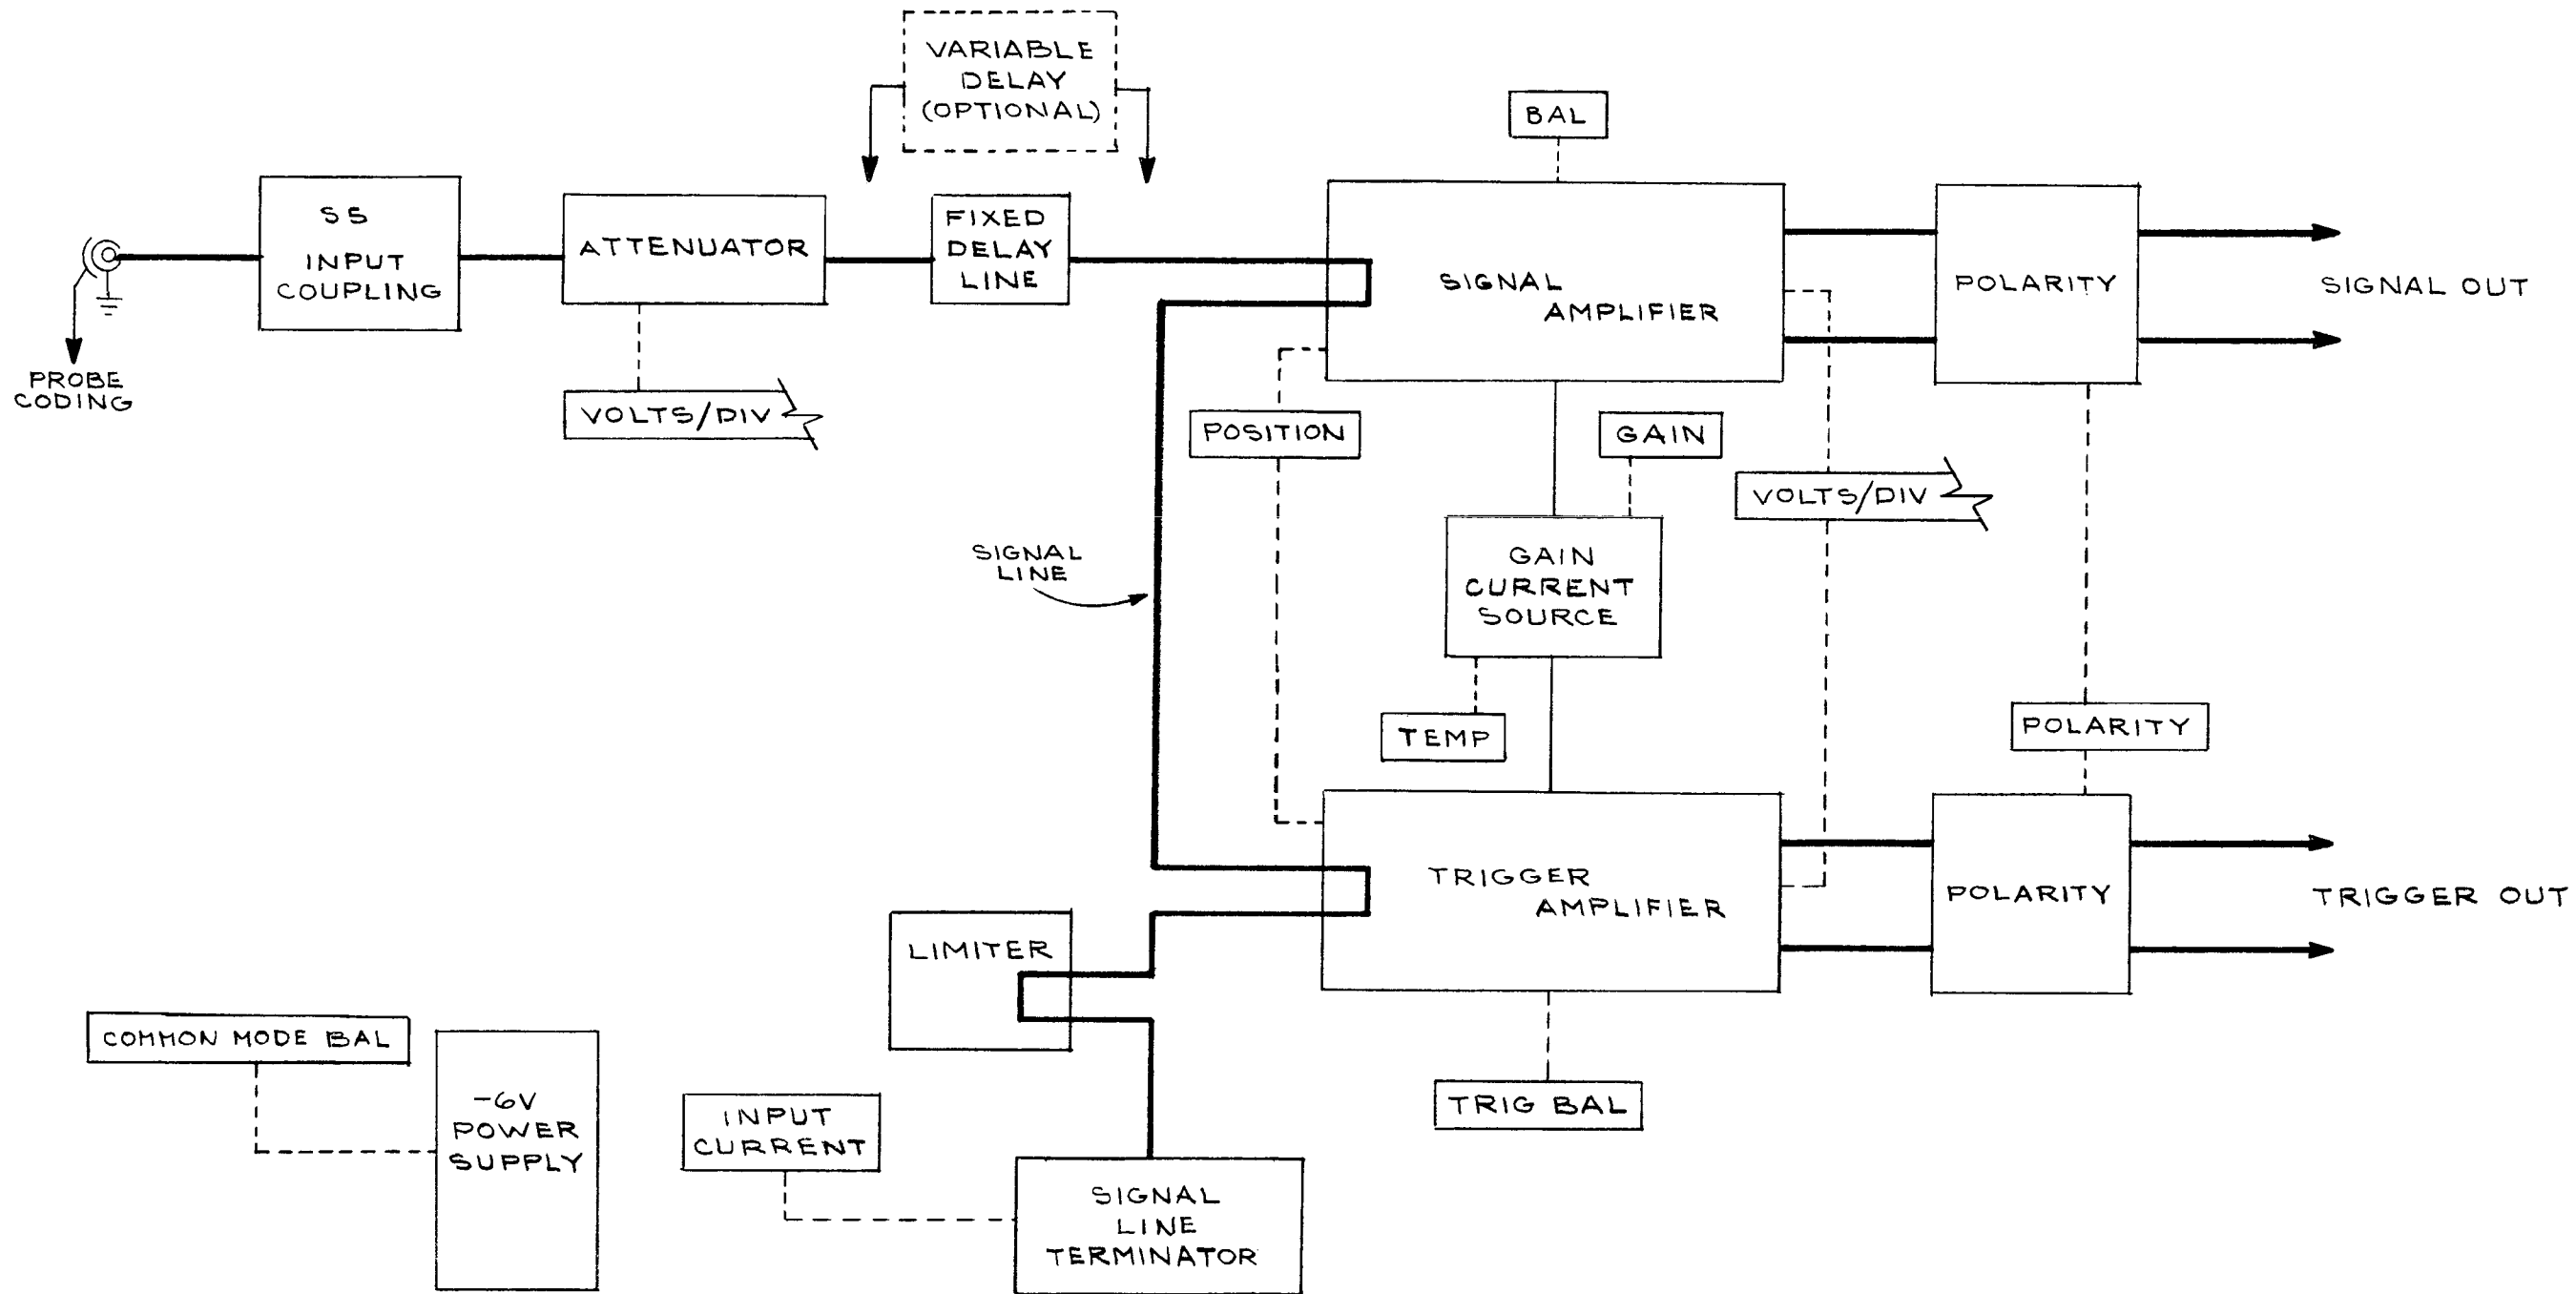 VARIABLE
DELAY
(OPTIONAL)
BAL
S5
INPUT
COUPLING
ATTENUATOR
FIXED
DELAY
LINE
SIGNAL
AMPLIFIER
POLARITY
SIGNAL OUT
PROBE
CODING
VOLTS/DIV
POSITION
GAIN
VOLTS/DIV
SIGNAL
LINE
GAIN
CURRENT
SOURCE
TEMP
POLARITY
TRIGGER
AMPLIFIER
POLARITY
TRIGGER OUT
LIMITER
COMMON MODE BAL
-6V
POWER
SUPPLY
INPUT
CURRENT
TRIG BAL
SIGNAL
LINE
TERMINATOR